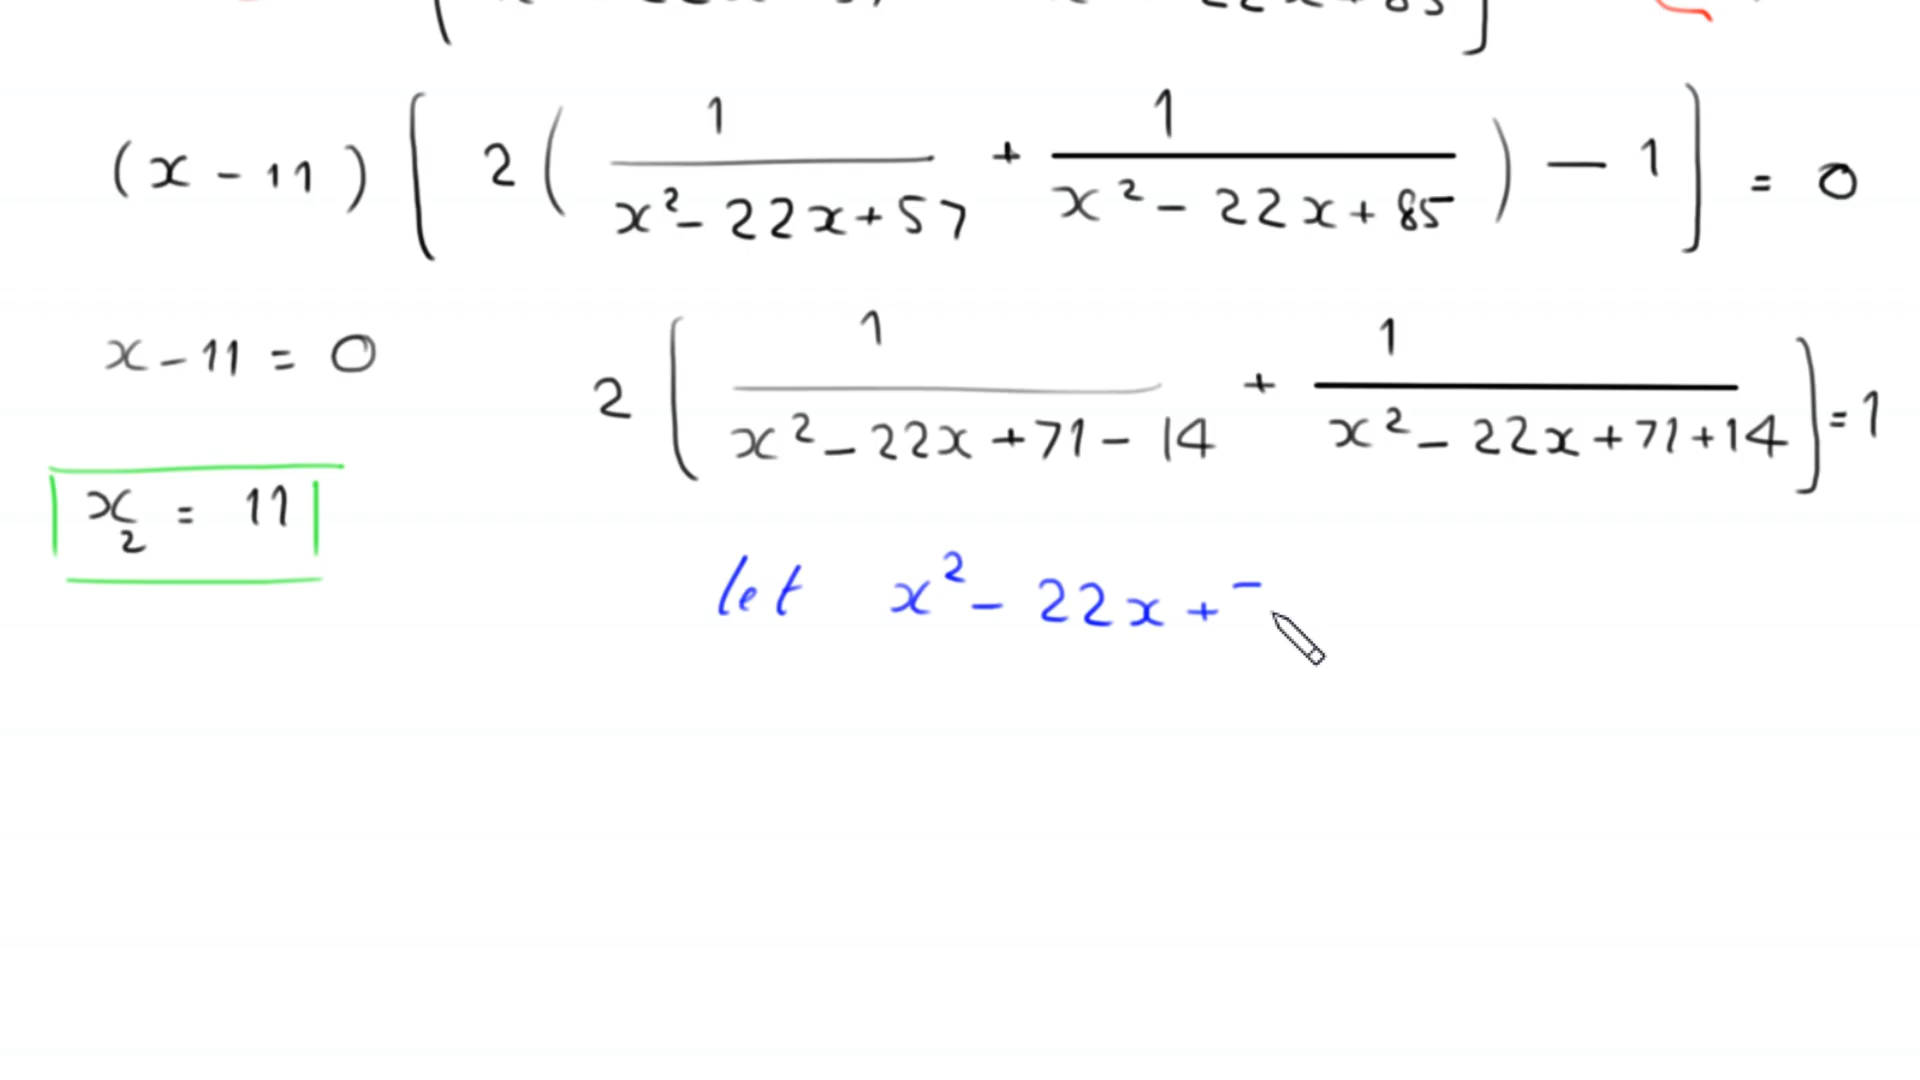 (x - 11) [ 2 ( 1/(x² - 22x + 57) + 1/(x² - 22x + 85) ) - 1 ] = 0
x - 11 = 0
2 [ 1/(x² - 22x + 71 - 14) + 1/(x² - 22x + 71 + 14) ] = 1
x₂ = 11
let x² - 22x +